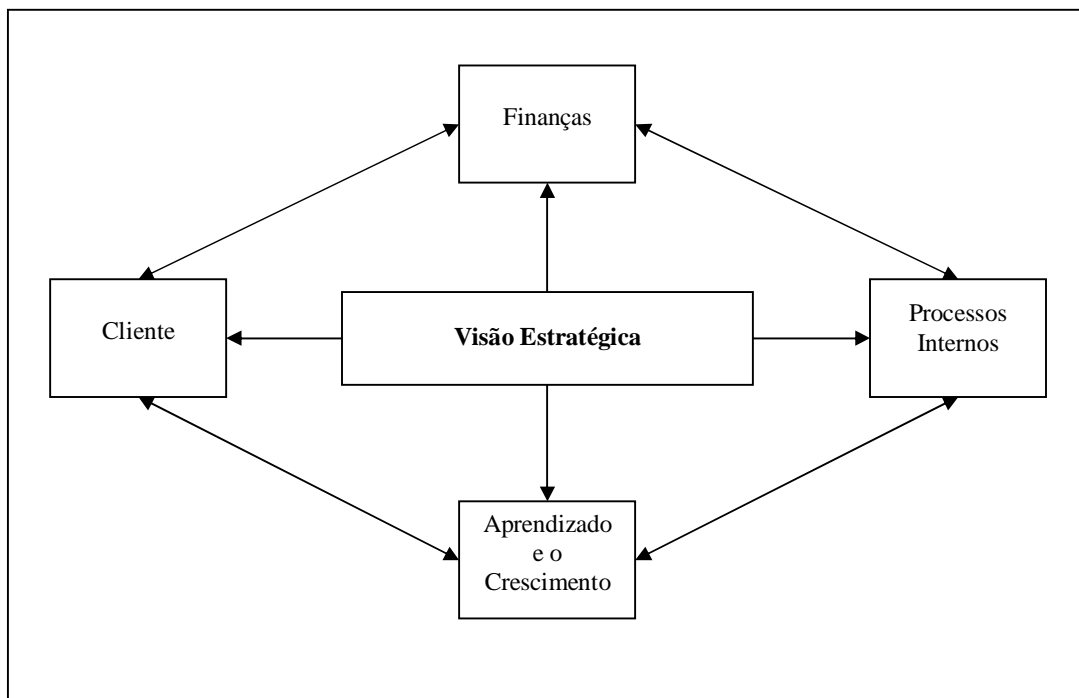 Finanças
Cliente
Visão Estratégica
Processos
Internos
Aprendizado
e o
Crescimento